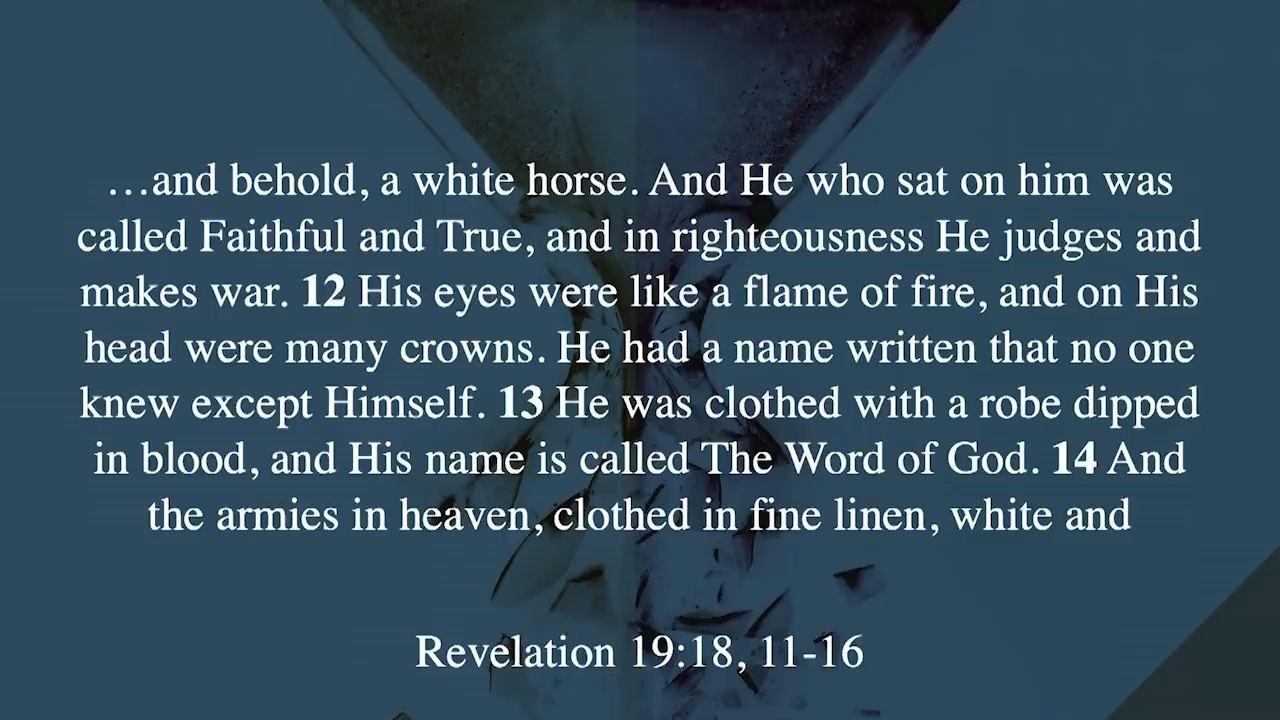 …and behold, a white horse. And He who sat on him was
called Faithful and True, and in righteousness He judges and
makes war. 12 His eyes were like a flame of fire, and on His
head were many crowns. He had a name written that no one
knew except Himself. 13 He was clothed with a robe dipped
in blood, and His name is called The Word of God. 14 And
the armies in heaven, clothed in fine linen, white and
Revelation 19:18, 11-16